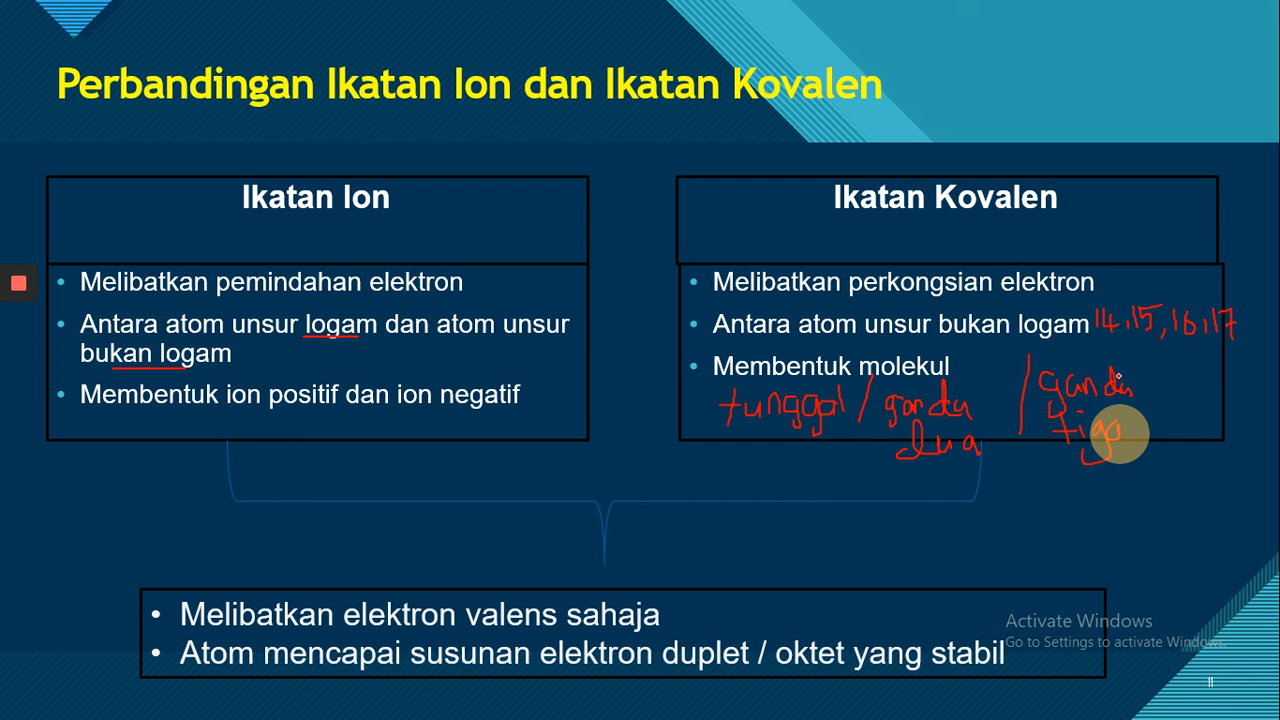 Perbandingan Ikatan Ion dan Ikatan Kovalen
Ikatan Ion
• Melibatkan pemindahan elektron
• Antara atom unsur logam dan atom unsur
bukan logam
• Membentuk ion positif dan ion negatif
Ikatan Kovalen
• Melibatkan perkongsian elektron
• Antara atom unsur bukan logam 14,15,16,17
• Membentuk molekul
tunggal / ganda / ganda
dua tiga
• Melibatkan elektron valens sahaja
• Atom mencapai susunan elektron duplet / oktet yang stabil
Activate Windows
Go to Settings to activate Windows.
11